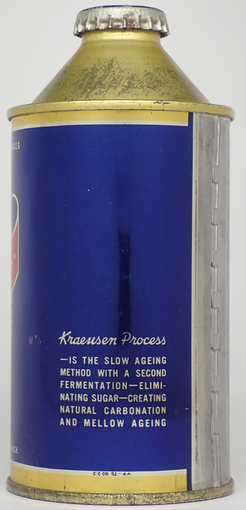 Kraeusen Process
—IS THE SLOW AGEING
METHOD WITH A SECOND
FERMENTATION—ELIMI-
NATING SUGAR—CREATING
NATURAL CARBONATION
AND MELLOW AGEING